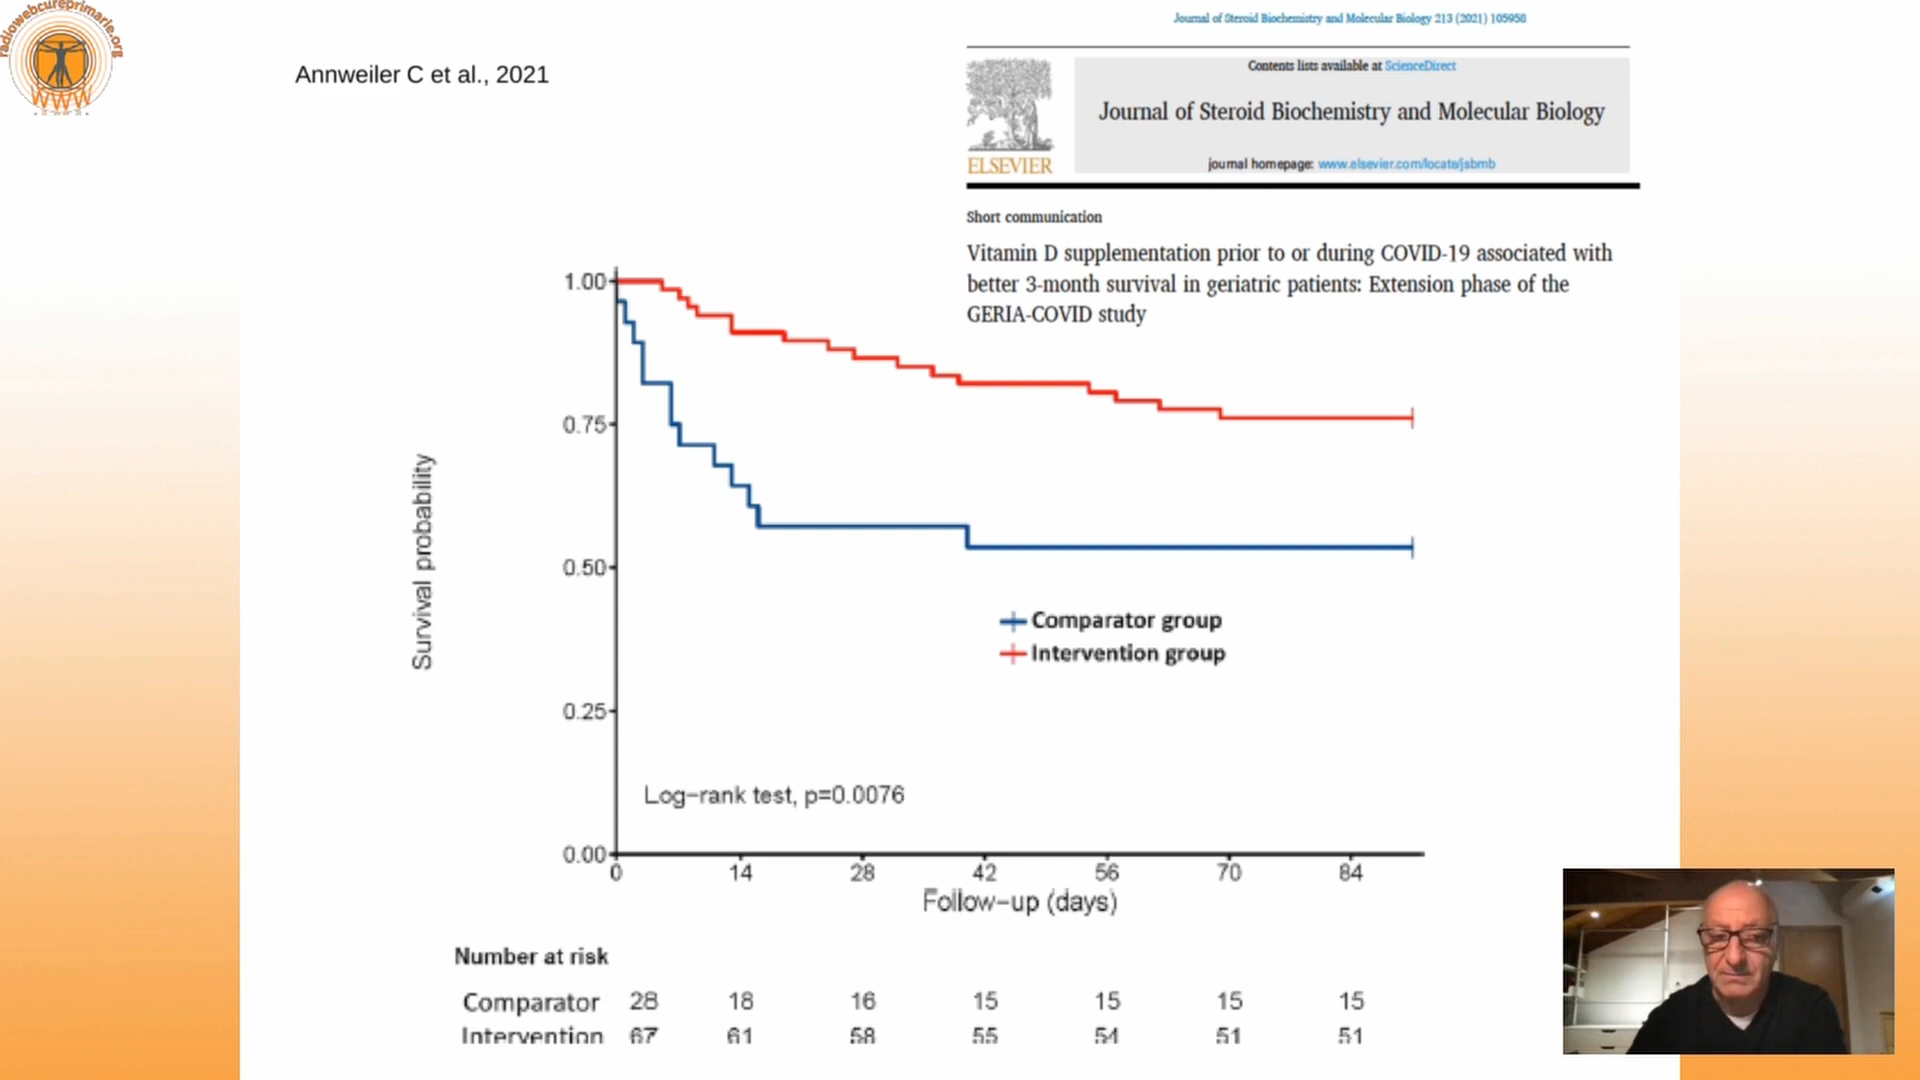 radiowebcureprimarie.org
WWW
Annweiler C et al., 2021
Journal of Steroid Biochemistry and Molecular Biology 213 (2021) 105958
Contents lists available at ScienceDirect
Journal of Steroid Biochemistry and Molecular Biology
ELSEVIER
journal homepage: www.elsevier.com/locate/jsbmb
Short communication
Vitamin D supplementation prior to or during COVID-19 associated with
better 3-month survival in geriatric patients: Extension phase of the
GERIA-COVID study
Survival probability
1.00
0.75
0.50
0.25
0.00
Comparator group
Intervention group
Log-rank test, p=0.0076
0 14 28 42 56 70 84
Follow-up (days)
Number at risk
Comparator 28 18 16 15 15 15 15
Intervention 67 61 58 55 54 51 51